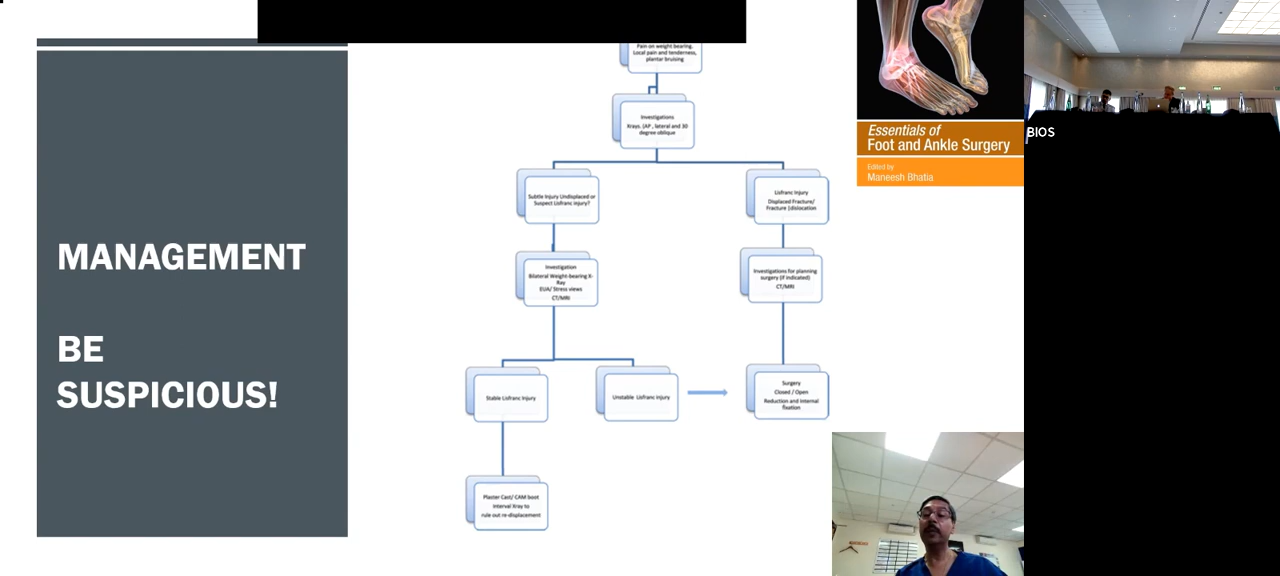 MANAGEMENT
BE
SUSPICIOUS!
Pain on weight bearing.
Local pain and tenderness,
plantar bruising
Investigations
Xrays. (AP , lateral and 30
degree oblique
Subtle Injury Undisplaced or
Suspect Lisfranc injury?
Lisfranc Injury
Displaced Fracture/
Fracture )dislocation
Investigation
Bilateral Weight-bearing X-
Ray
EUA/ Stress views
CT/MRI
Investigations for planning
surgery (if indicated)
CT/MRI
Stable Lisfranc Injury
Unstable Lisfranc injury
Surgery
Closed / Open
Reduction and internal
fixation
Plaster Cast/ CAM boot
Interval Xray to
rule out re-displacement
Essentials of
Foot and Ankle Surgery
Edited by
Maneesh Bhatia
BIOS